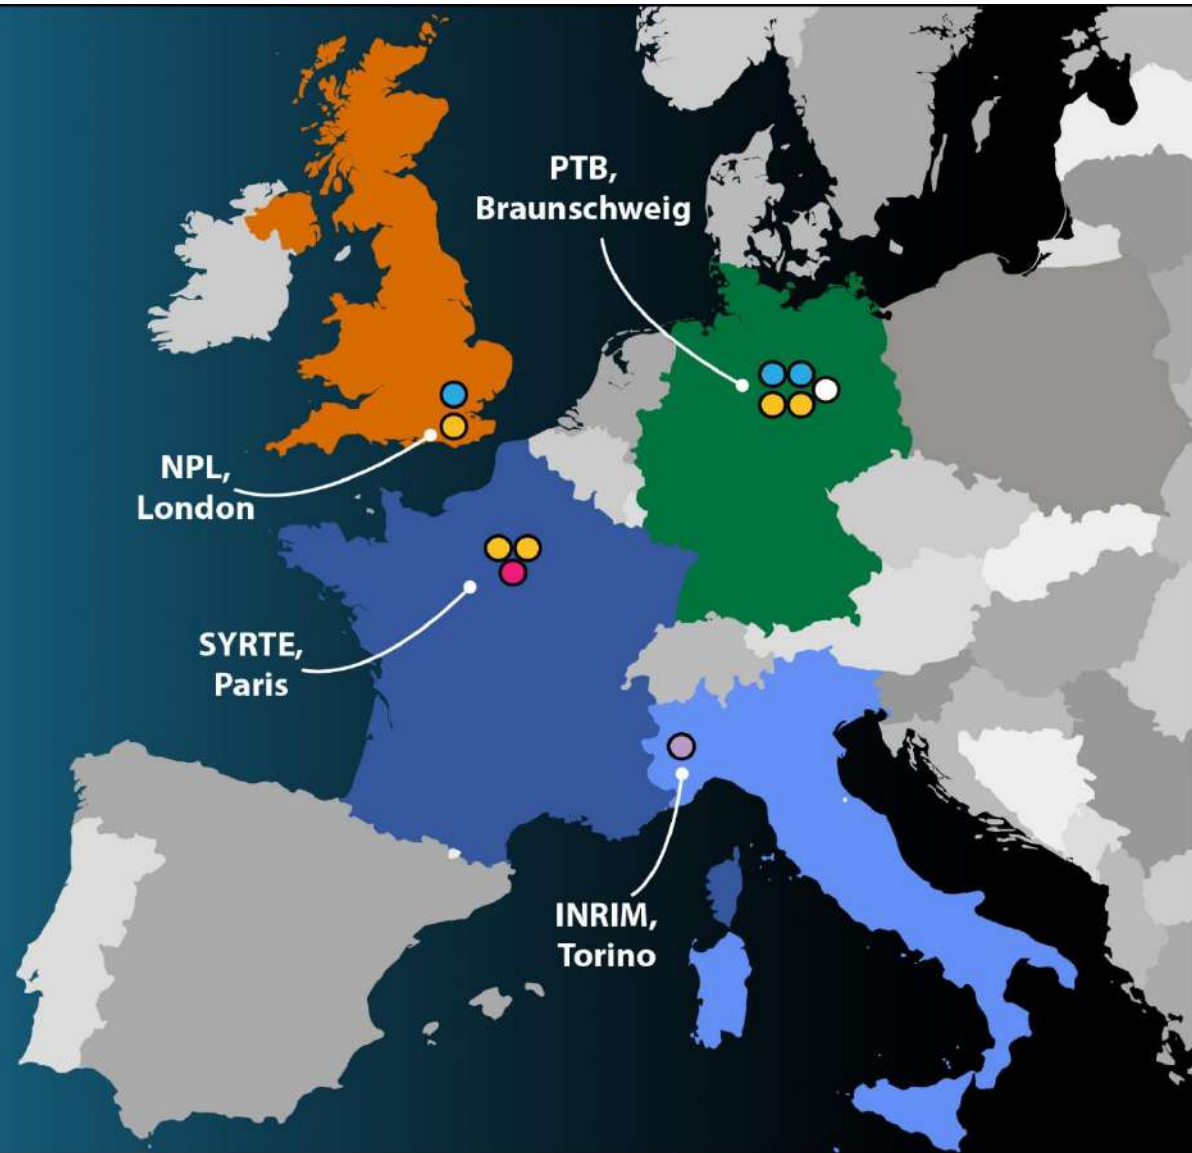 PTB,
Braunschweig
NPL,
London
SYRTE,
Paris
INRIM,
Torino